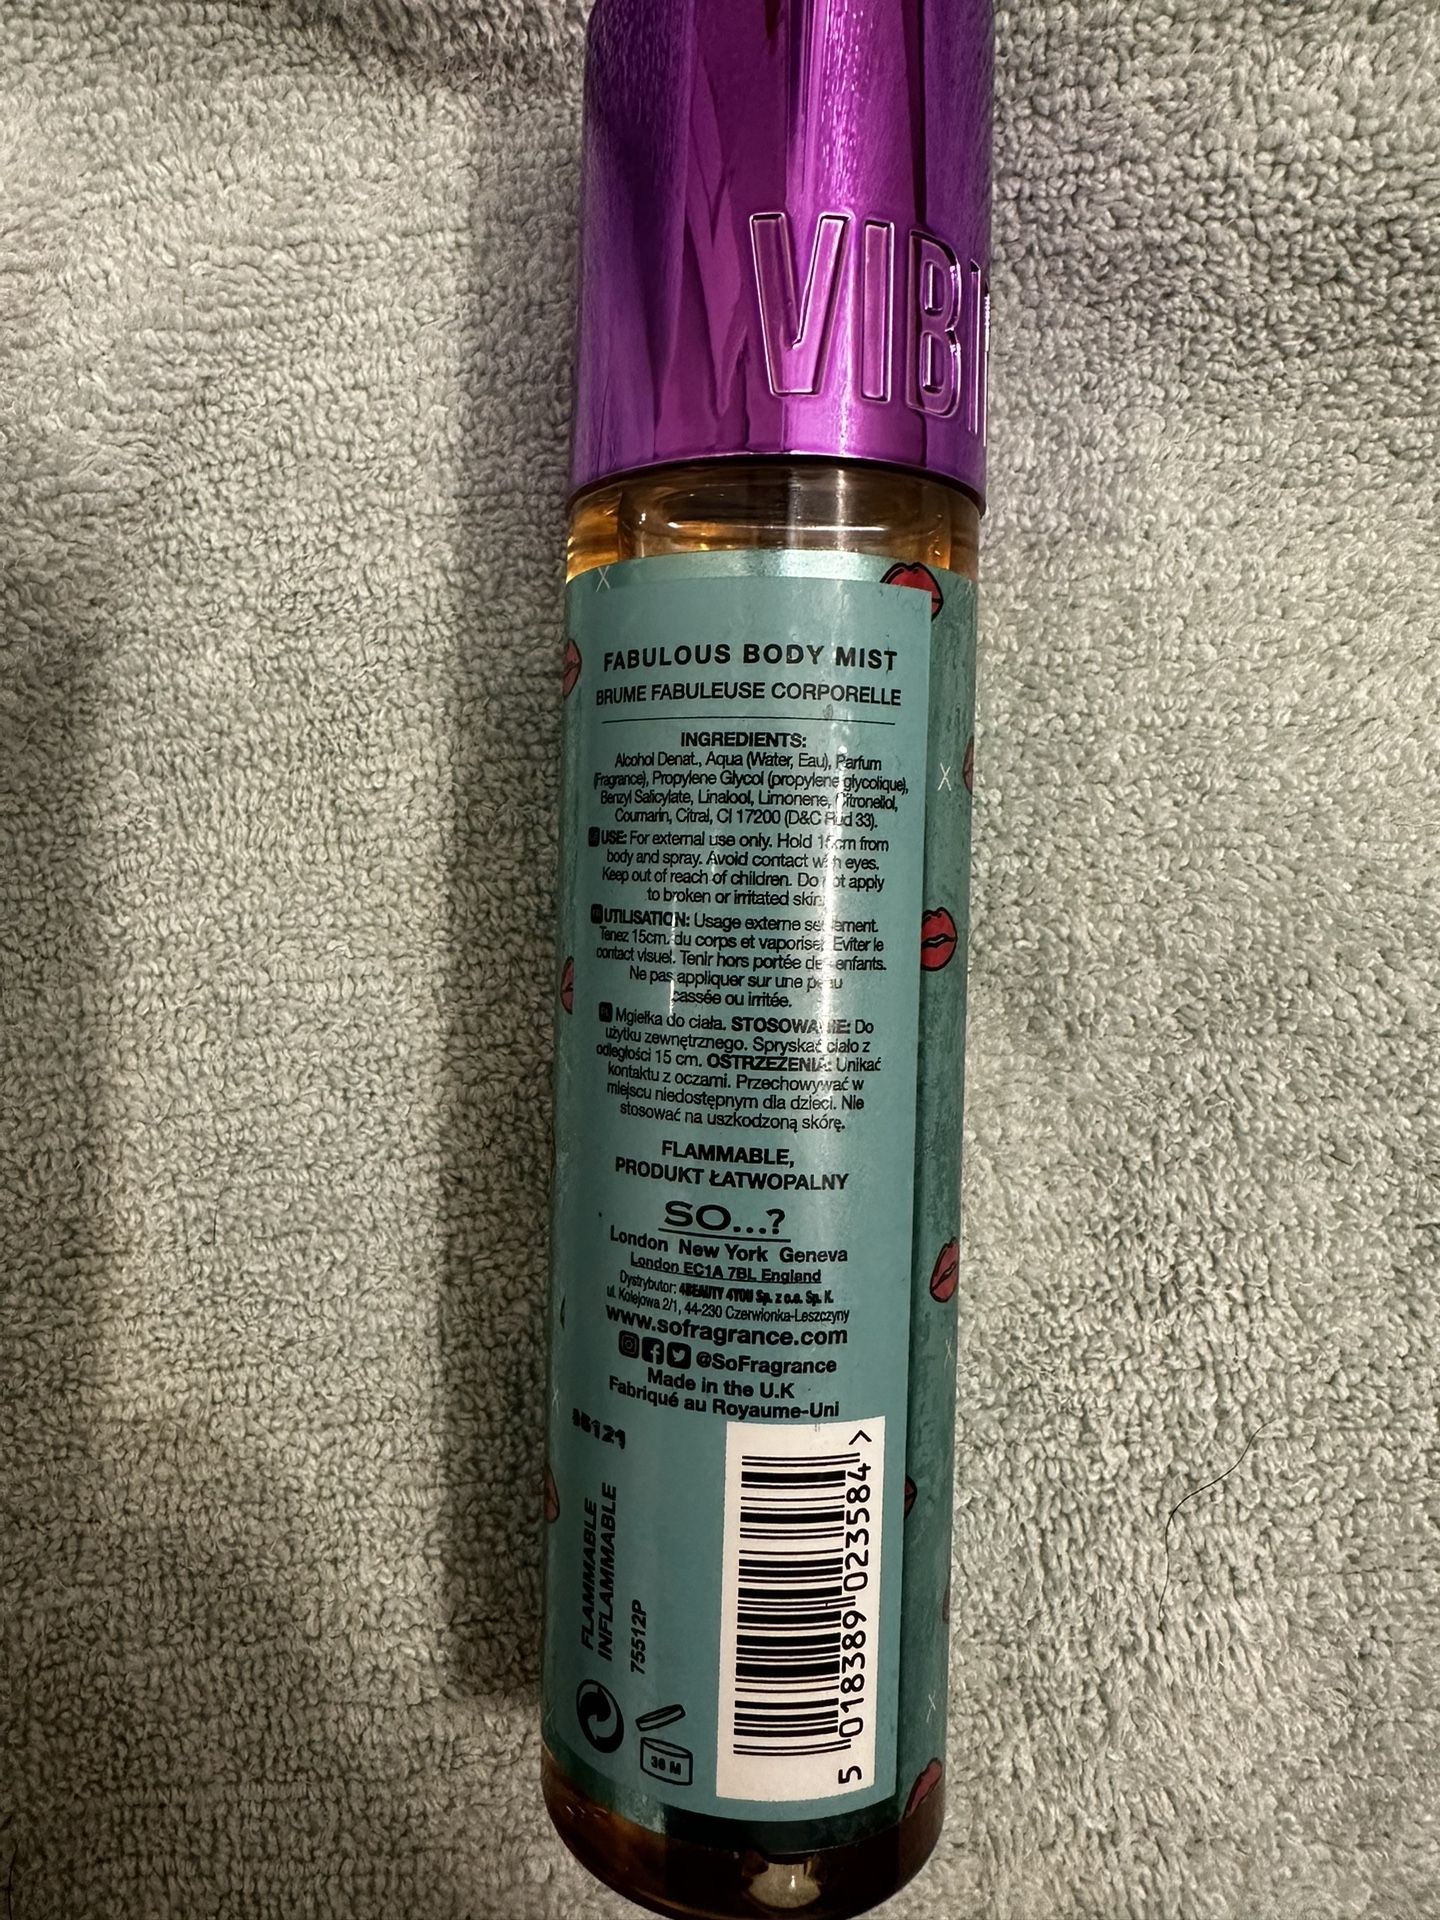 VIBI
FABULOUS BODY MIST
BRUME FABULEUSE CORPORELLE
INGREDIENTS:
Alcohol Denat., Aqua (Water, Eau), Parfum
(Fragrance), Propylene Glycol (propylene glycolique),
Benzyl Salicylate, Linalool, Limonene, Citronellol,
Coumarin, Citral, CI 17200 (D&C Red 33).
USE: For external use only. Hold 15cm from
body and spray. Avoid contact with eyes.
Keep out of reach of children. Do not apply
to broken or irritated skin.
UTILISATION: Usage externe seulement.
Tenez 15cm. du corps et vaporiser. Eviter le
contact visuel. Tenir hors portée des enfants.
Ne pas appliquer sur une peau
cassée ou irritée.
PL Mgiełka do ciała. STOSOWANIE: Do
użytku zewnętrznego. Spryskać ciało z
odległości 15 cm. OSTRZEŻENIA: Unikać
kontaktu z oczami. Przechowywać w
miejscu niedostępnym dla dzieci. Nie
stosować na uszkodzoną skórę.
FLAMMABLE,
PRODUKT ŁATWOPALNY
SO...?
London New York Geneva
London EC1A 7BL England
Dystrybutor: 4BEAUTY 4YOU Sp. z o.o. Sp. K.
ul. Kolejowa 2/1, 44-230 Czerwionka-Leszczyny
www.sofragrance.com
@SoFragrance
Made in the U.K
Fabriqué au Royaume-Uni
FLAMMABLE
INFLAMMABLE
75512P
36 M
5 018389 023584 >